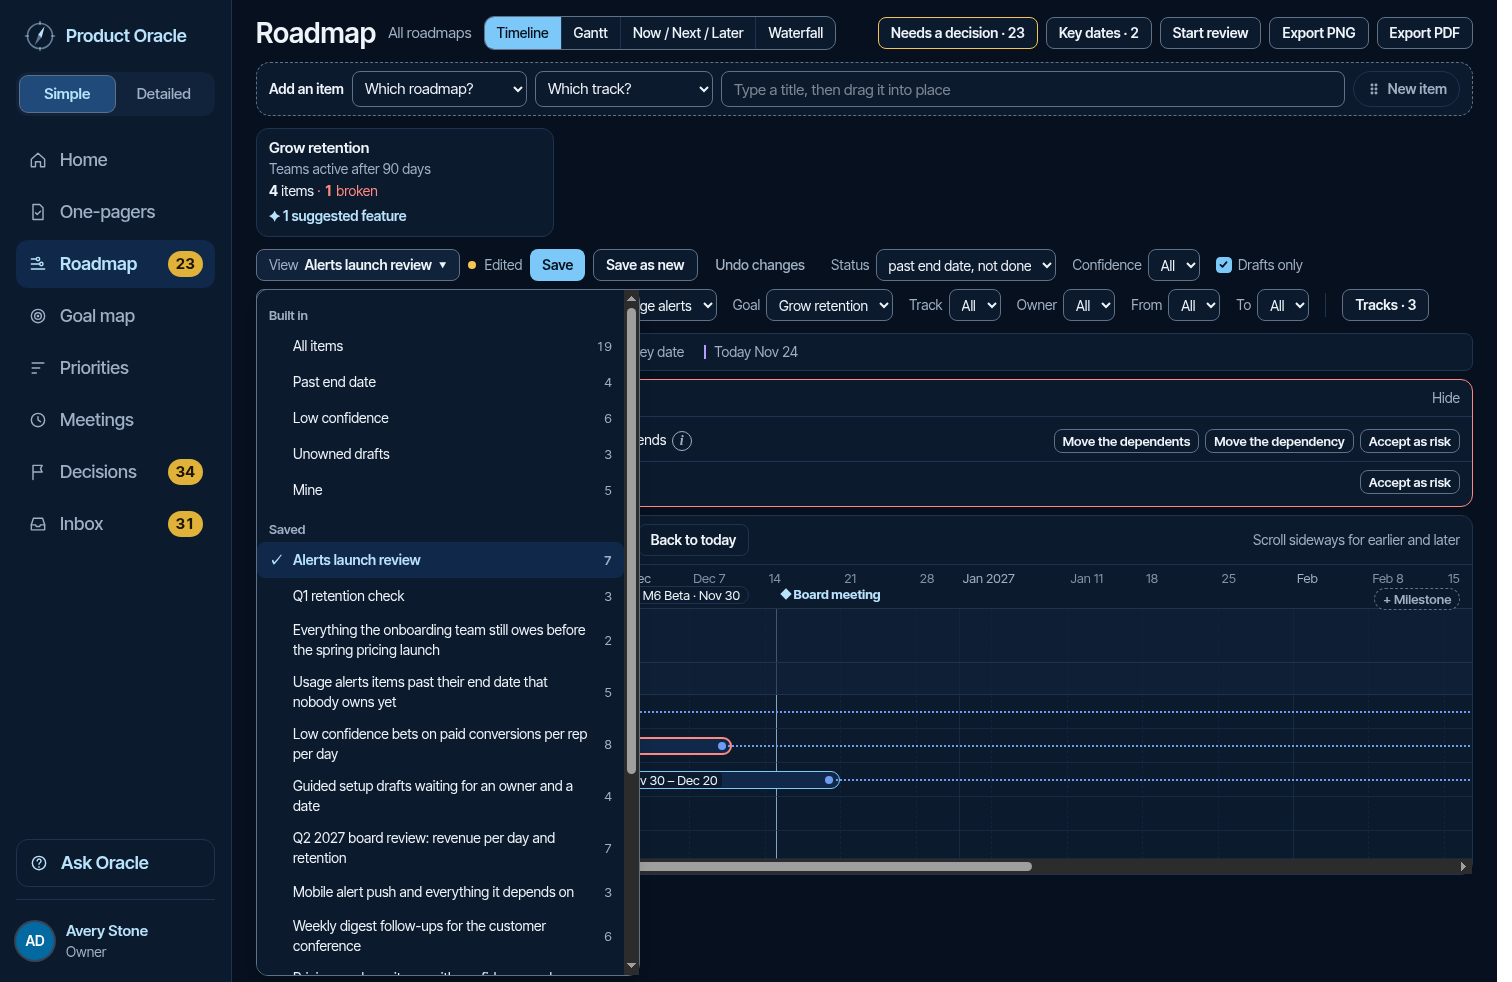 Product Oracle
Simple
Detailed
Home
One-pagers
Roadmap
23
Goal map
Priorities
Meetings
Decisions
34
Inbox
31
Ask Oracle
AD
Avery Stone
Owner
Roadmap
All roadmaps
Timeline
Gantt
Now / Next / Later
Waterfall
Needs a decision · 23
Key dates · 2
Start review
Export PNG
Export PDF
Add an item
Which roadmap?
Which track?
Type a title, then drag it into place
New item
Grow retention
Teams active after 90 days
4 items · 1 broken
1 suggested feature
View Alerts launch review
Edited
Save
Save as new
Undo changes
Status
past end date, not done
Confidence
All
Drafts only
ge alerts
Goal
Grow retention
Track
All
Owner
All
From
All
To
All
Tracks · 3
Built in
All items 19
Past end date 4
Low confidence 6
Unowned drafts 3
Mine 5
Saved
Alerts launch review 7
Q1 retention check 3
Everything the onboarding team still owes before
the spring pricing launch
2
Usage alerts items past their end date that
nobody owns yet
5
Low confidence bets on paid conversions per rep
per day
8
Guided setup drafts waiting for an owner and a
date
4
Q2 2027 board review: revenue per day and
retention
7
Mobile alert push and everything it depends on 3
Weekly digest follow-ups for the customer
conference
6
ey date
Today Nov 24
Hide
ends
Move the dependents
Move the dependency
Accept as risk
Accept as risk
Back to today
Scroll sideways for earlier and later
ec
Dec 7
14
21
28
Jan 2027
Jan 11
18
25
Feb
Feb 8
15
M6 Beta · Nov 30
Board meeting
+ Milestone
v 30 – Dec 20